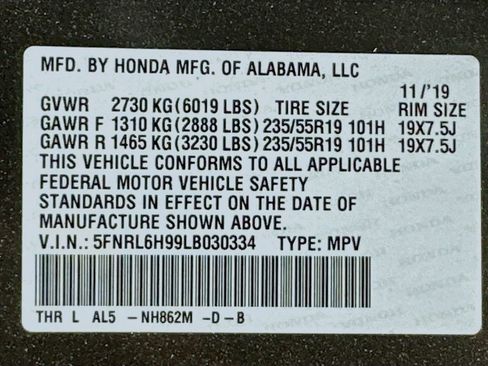 MFD. BY HONDA MFG. OF ALABAMA, LLC
11/'19
GVWR 2730 KG(6019 LBS) TIRE SIZE RIM SIZE
GAWR F 1310 KG(2888 LBS)235/55R19 101H 19X7.5J
GAWR R 1465 KG(3230 LBS)235/55R19 101H 19X7.5J
THIS VEHICLE CONFORMS TO ALL APPLICABLE
FEDERAL MOTOR VEHICLE SAFETY
STANDARDS IN EFFECT ON THE DATE OF
MANUFACTURE SHOWN ABOVE.
V.I.N.: 5FNRL6H99LB030334 TYPE: MPV
THR L AL5 -NH862M -D-B